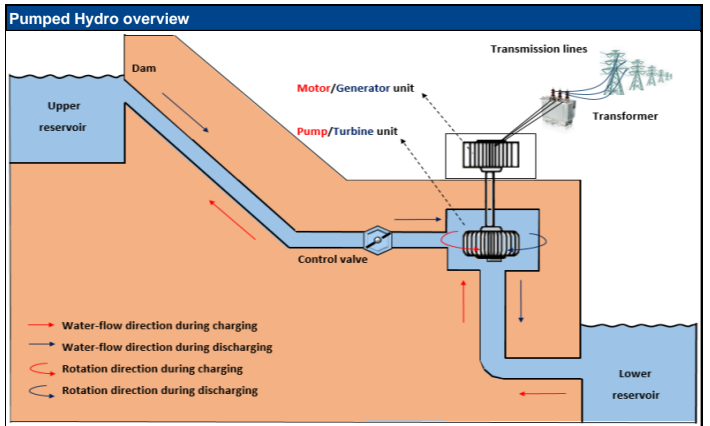 Pumped Hydro overview
Dam
Upper
reservoir
Motor/Generator unit
Pump/Turbine unit
Transmission lines
Transformer
Control valve
Water-flow direction during charging
Water-flow direction during discharging
Rotation direction during charging
Rotation direction during discharging
Lower
reservoir